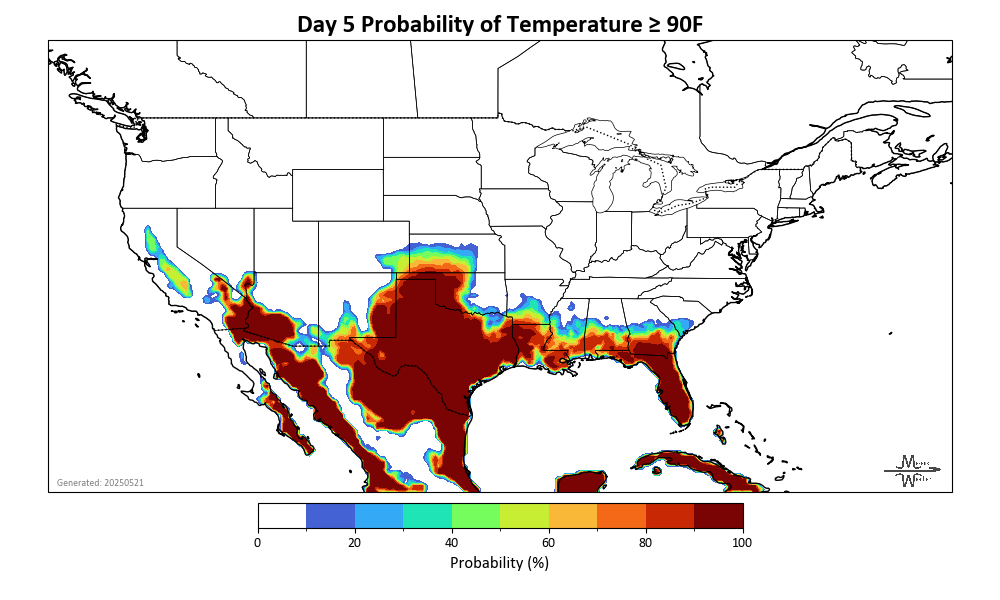 Day 5 Probability of Temperature ≥ 90F
Generated: 20250521
0 20 40 60 80 100
Probability (%)